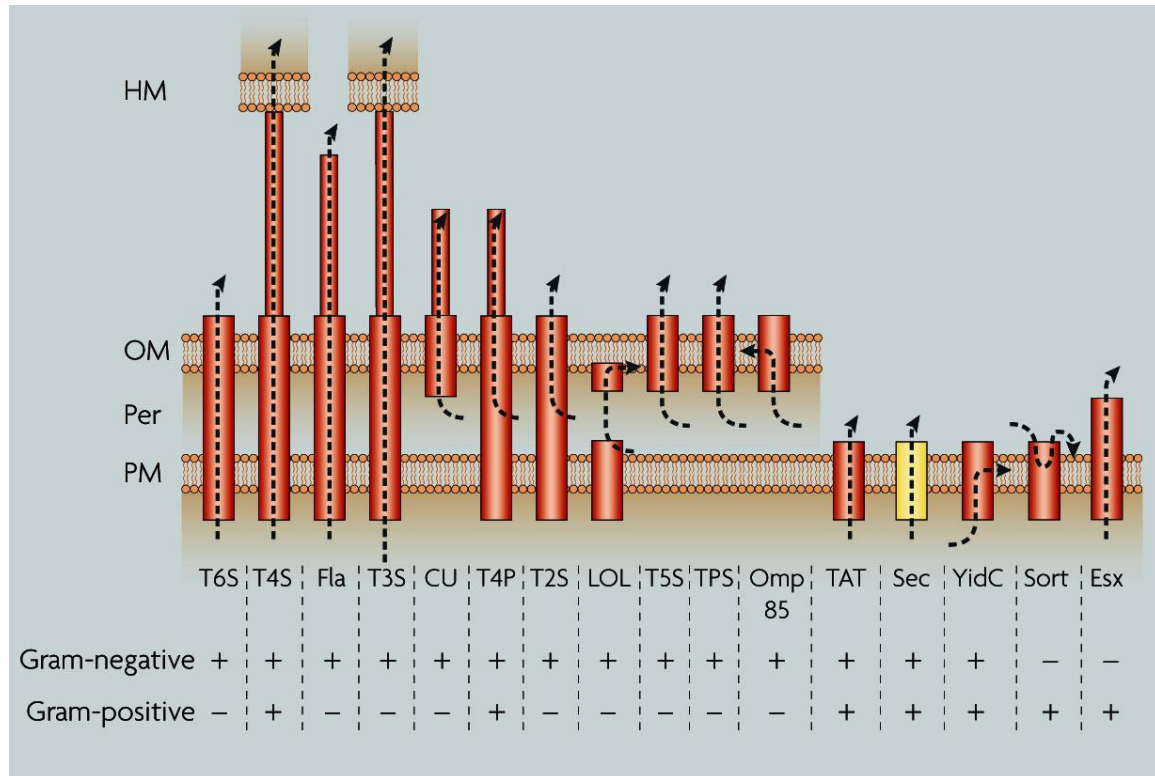 HM
OM
Per
PM
T6S T4S Fla T3S CU T4P T2S LOL T5S TPS Omp TAT Sec YidC Sort Esx
85
Gram-negative + + + + + + + + + + + + + + – –
Gram-positive – + – – – + – – – – – + + + + +